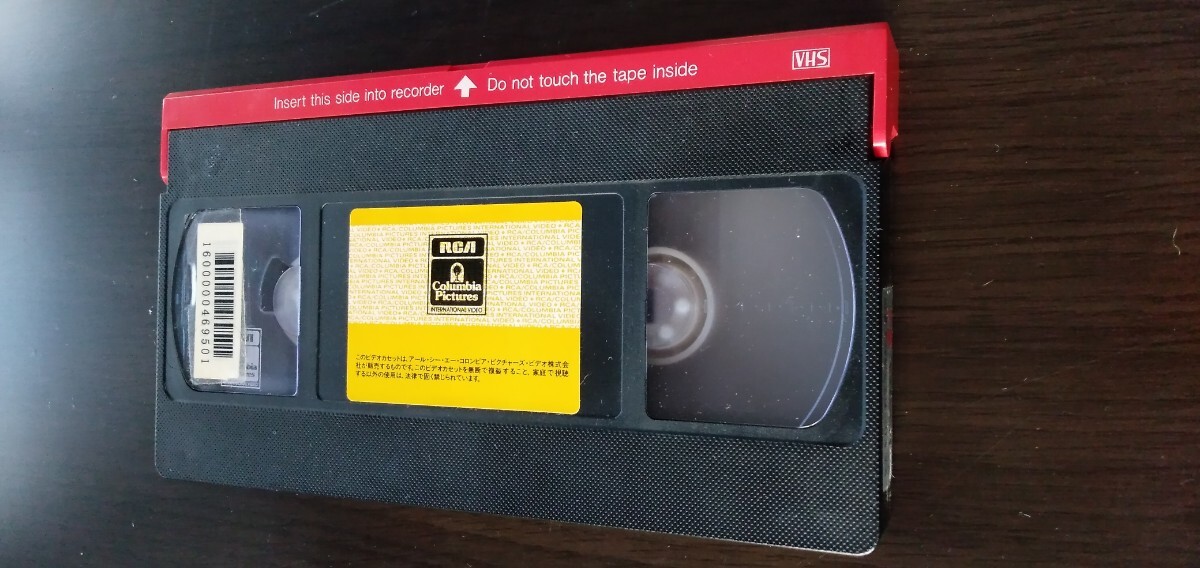 Insert this side into recorder Do not touch the tape inside
VHS
1600000469501
RCA
Columbia
Pictures
INTERNATIONAL VIDEO
このビデオカセットは、アール・シー・エー・コロンビア・ピクチャーズ・ビデオ株式会
社が販売するものです。このビデオカセットを無断で複製すること、家庭で視聴
する以外の使用は、法律で固く禁じられています。